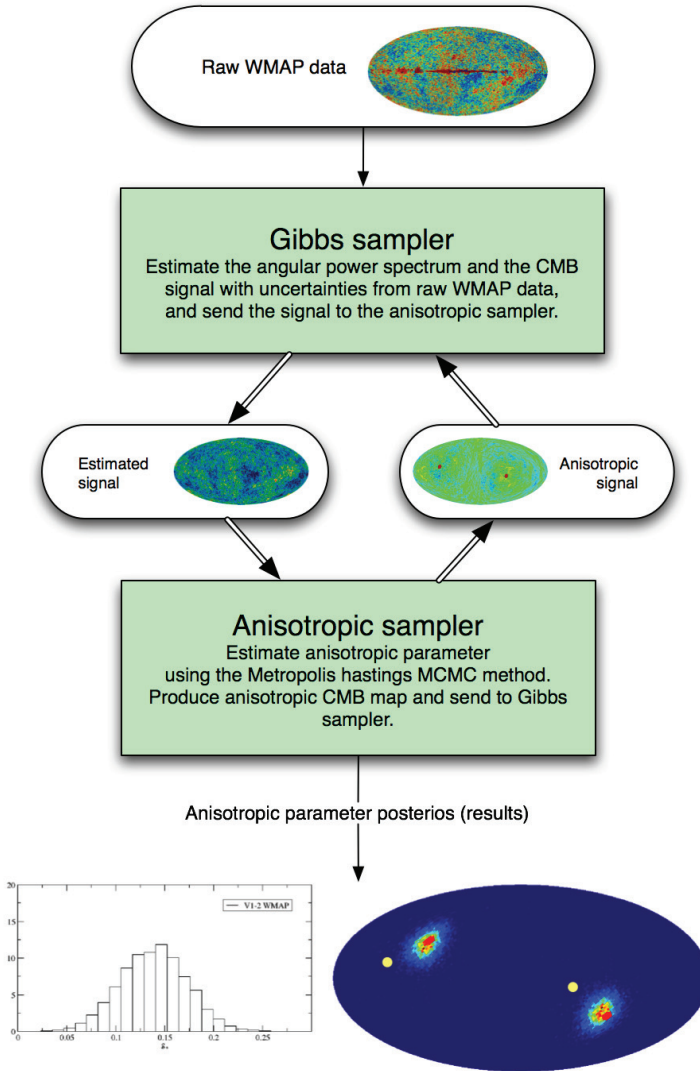 Raw WMAP data
Gibbs sampler
Estimate the angular power spectrum and the CMB
signal with uncertainties from raw WMAP data,
and send the signal to the anisotropic sampler.
Estimated
signal
Anisotropic
signal
Anisotropic sampler
Estimate anisotropic parameter
using the Metropolis hastings MCMC method.
Produce anisotropic CMB map and send to Gibbs
sampler.
Anisotropic parameter posterios (results)
20
15
10
5
0
V1-2 WMAP
0 0.05 0.1 0.15 0.2 0.25
g*